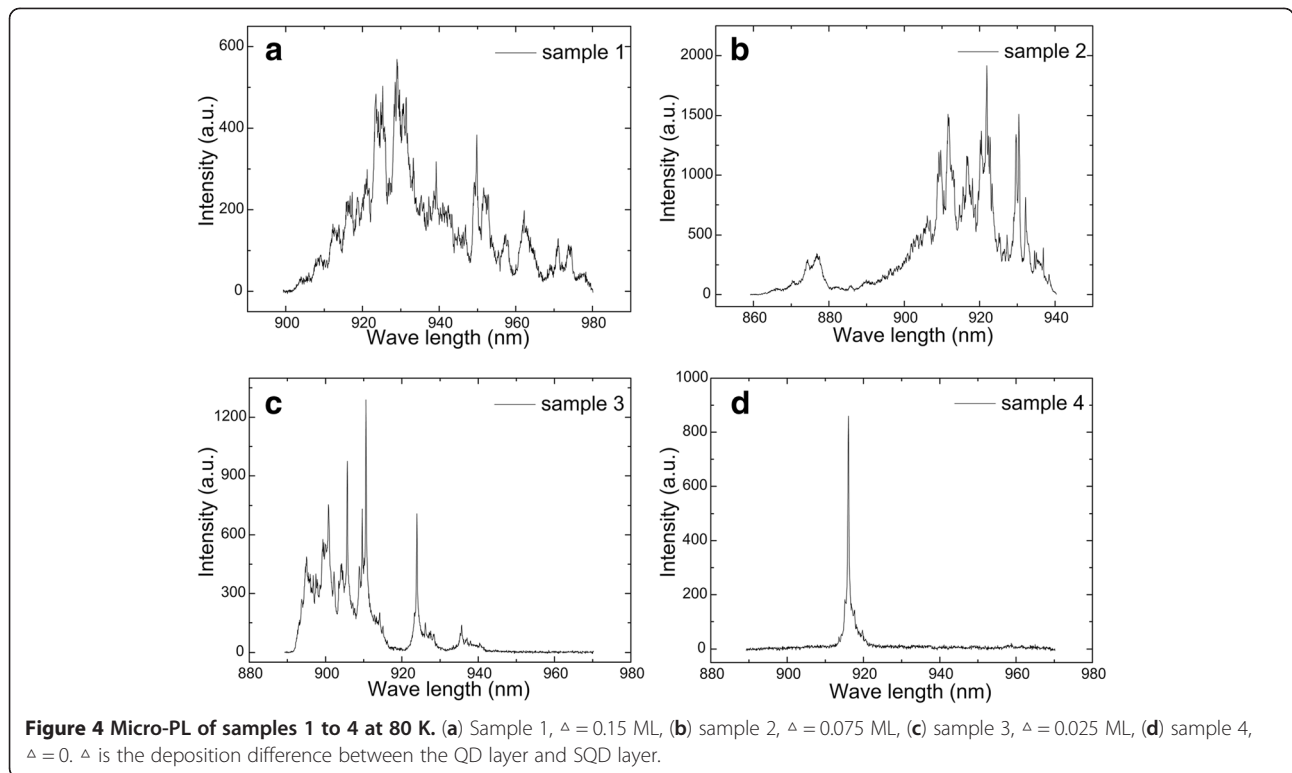 a
sample 1
600
400
200
0
900
920
940
960
980
Intensity (a.u.)
Wave length (nm)
b
sample 2
2000
1500
1000
500
0
860
880
900
920
940
Intensity (a.u.)
Wave length (nm)
c
sample 3
1200
900
600
300
0
880
900
920
940
960
980
Intensity (a.u.)
Wave length (nm)
d
sample 4
1000
800
600
400
200
0
880
900
920
940
960
980
Intensity (a.u.)
Wave length (nm)
Figure 4 Micro-PL of samples 1 to 4 at 80 K. (a) Sample 1, △ = 0.15 ML, (b) sample 2, △ = 0.075 ML, (c) sample 3, △ = 0.025 ML, (d) sample 4,
△ = 0. △ is the deposition difference between the QD layer and SQD layer.